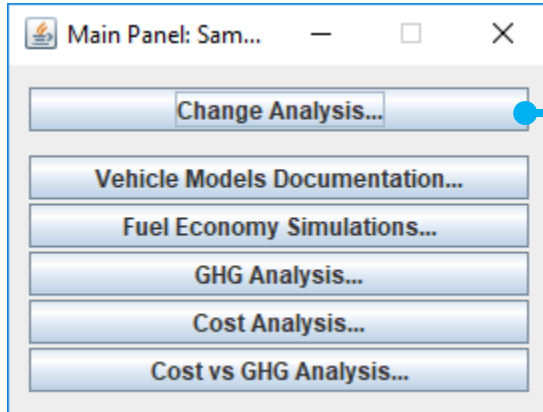 Main Panel: Sam...
Change Analysis...
Vehicle Models Documentation...
Fuel Economy Simulations...
GHG Analysis...
Cost Analysis...
Cost vs GHG Analysis...